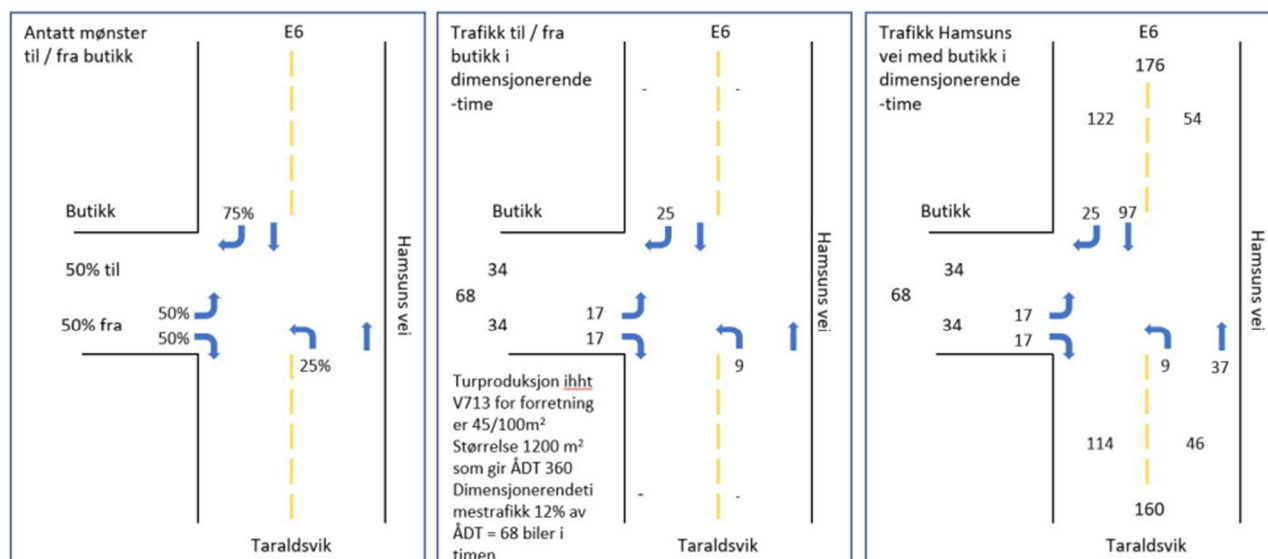 Antatt mønster
til / fra butikk
E6
Butikk
75%
50% til
50%
50% fra
50%
25%
Hamsuns vei
Taraldsvik
Trafikk til / fra
butikk i
dimensjonerende
-time
E6
-
-
Butikk
25
34
68
17
34
17
9
Hamsuns vei
Turproduksjon ihht
V713 for forretning
er 45/100m²
Størrelse 1200 m²
som gir ÅDT 360
Dimensjonerendeti
mestrafikk 12% av
ÅDT = 68 biler i
timen
-
-
Taraldsvik
Trafikk Hamsuns
vei med butikk i
dimensjonerende
-time
E6
176
122
54
Butikk
25
97
34
68
17
34
17
9
37
Hamsuns vei
114
46
160
Taraldsvik